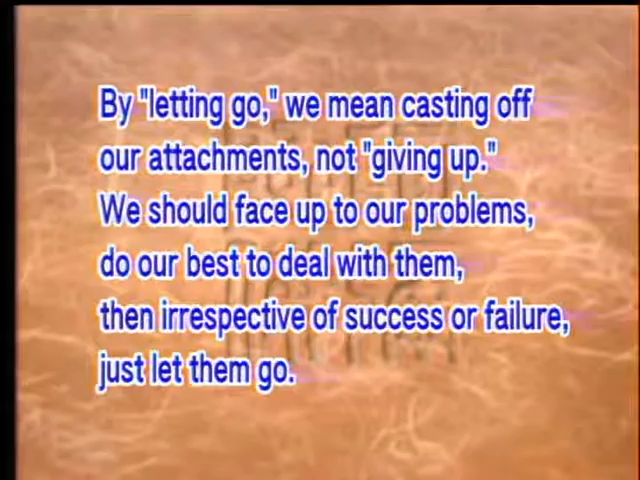 By "letting go," we mean casting off
our attachments, not "giving up."
We should face up to our problems,
do our best to deal with them,
then irrespective of success or failure,
just let them go.